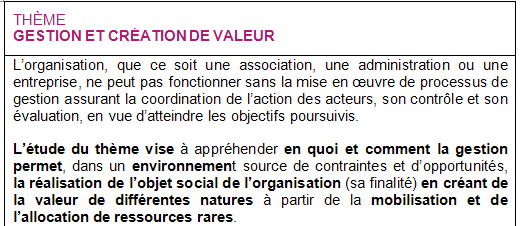 THÈME
GESTION ET CRÉATION DE VALEUR
L’organisation, que ce soit une association, une administration ou une
entreprise, ne peut pas fonctionner sans la mise en œuvre de processus de
gestion assurant la coordination de l’action des acteurs, son contrôle et son
évaluation, en vue d’atteindre les objectifs poursuivis.
L’étude du thème vise à appréhender en quoi et comment la gestion
permet, dans un environnement source de contraintes et d’opportunités,
la réalisation de l’objet social de l’organisation (sa finalité) en créant de
la valeur de différentes natures à partir de la mobilisation et de
l’allocation de ressources rares.